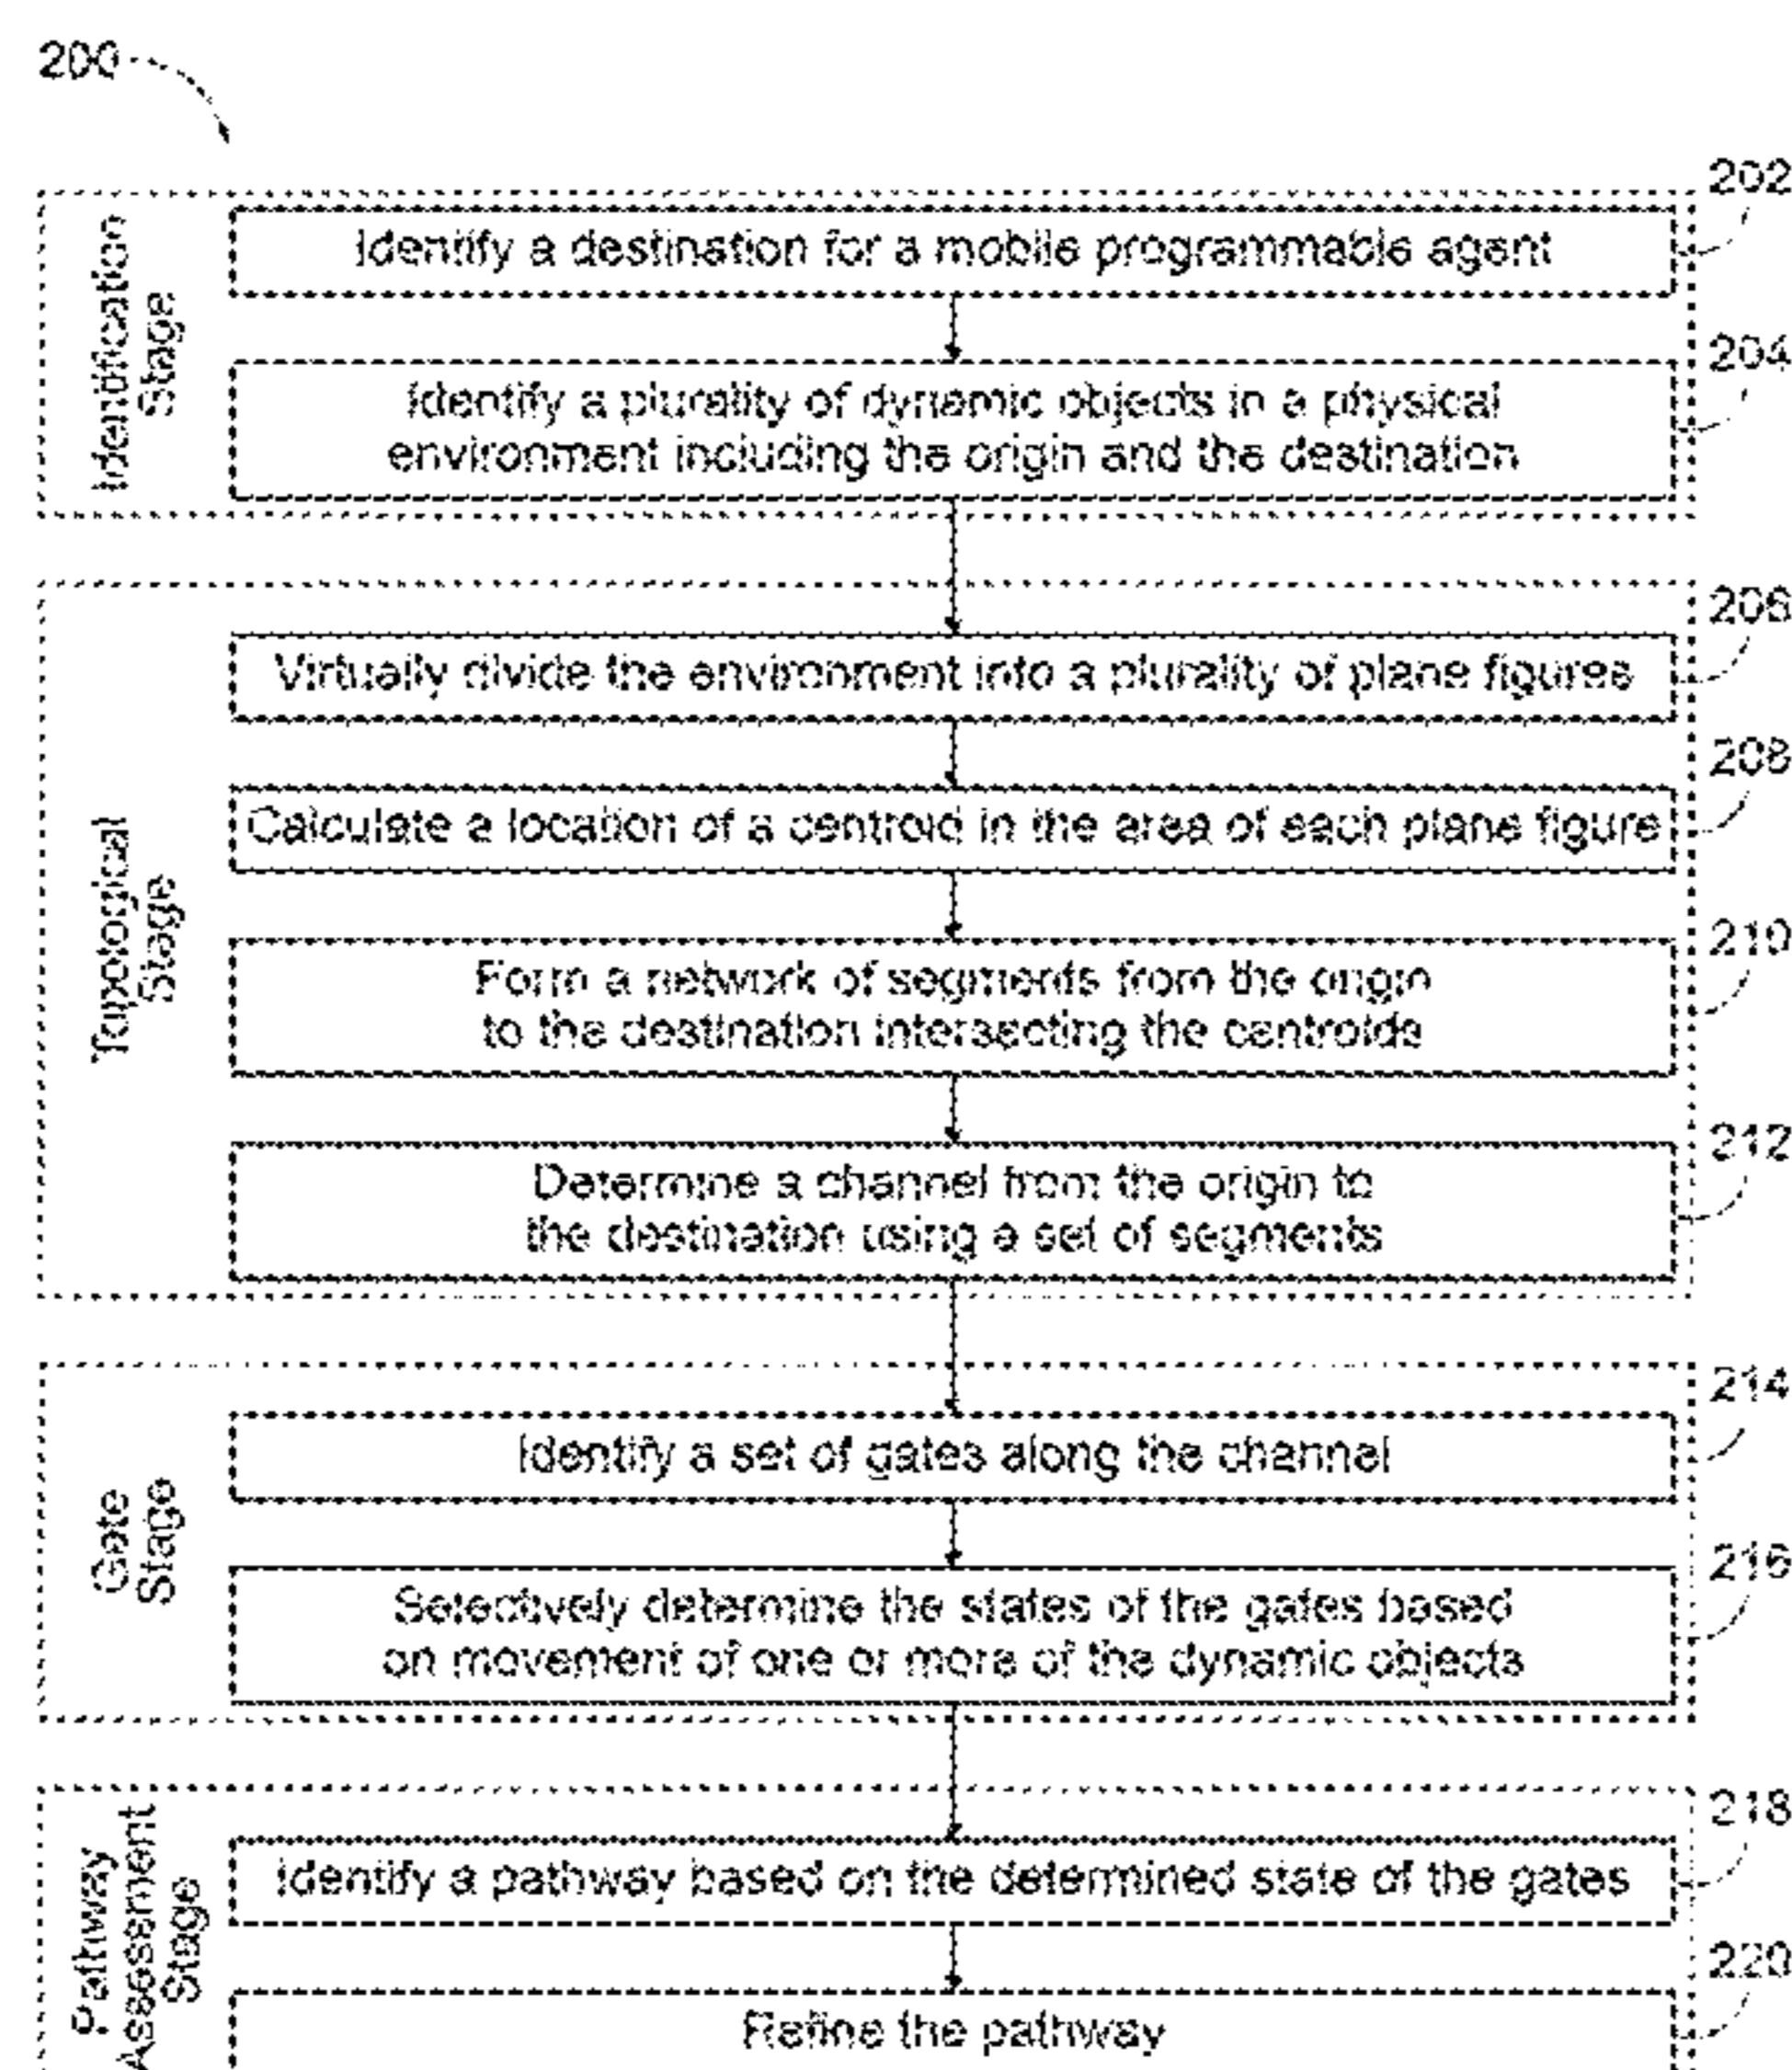 200
202
Identification
Stage
Identify a destination for a mobile programmable agent
204
Identify a plurality of dynamic objects in a physical
environment including the origin and the destination
206
Topological
Stage
Virtually divide the environment into a plurality of plane figures
208
Calculate a location of a centroid in the area of each plane figure
210
Form a network of segments from the origin
to the destination intersecting the centroids
212
Determine a channel from the origin to
the destination using a set of segments
214
Gate
Stage
Identify a set of gates along the channel
216
Selectively determine the states of the gates based
on movement of one or more of the dynamic objects
218
Pathway
Assessment
Stage
Identify a pathway based on the determined state of the gates
220
Refine the pathway